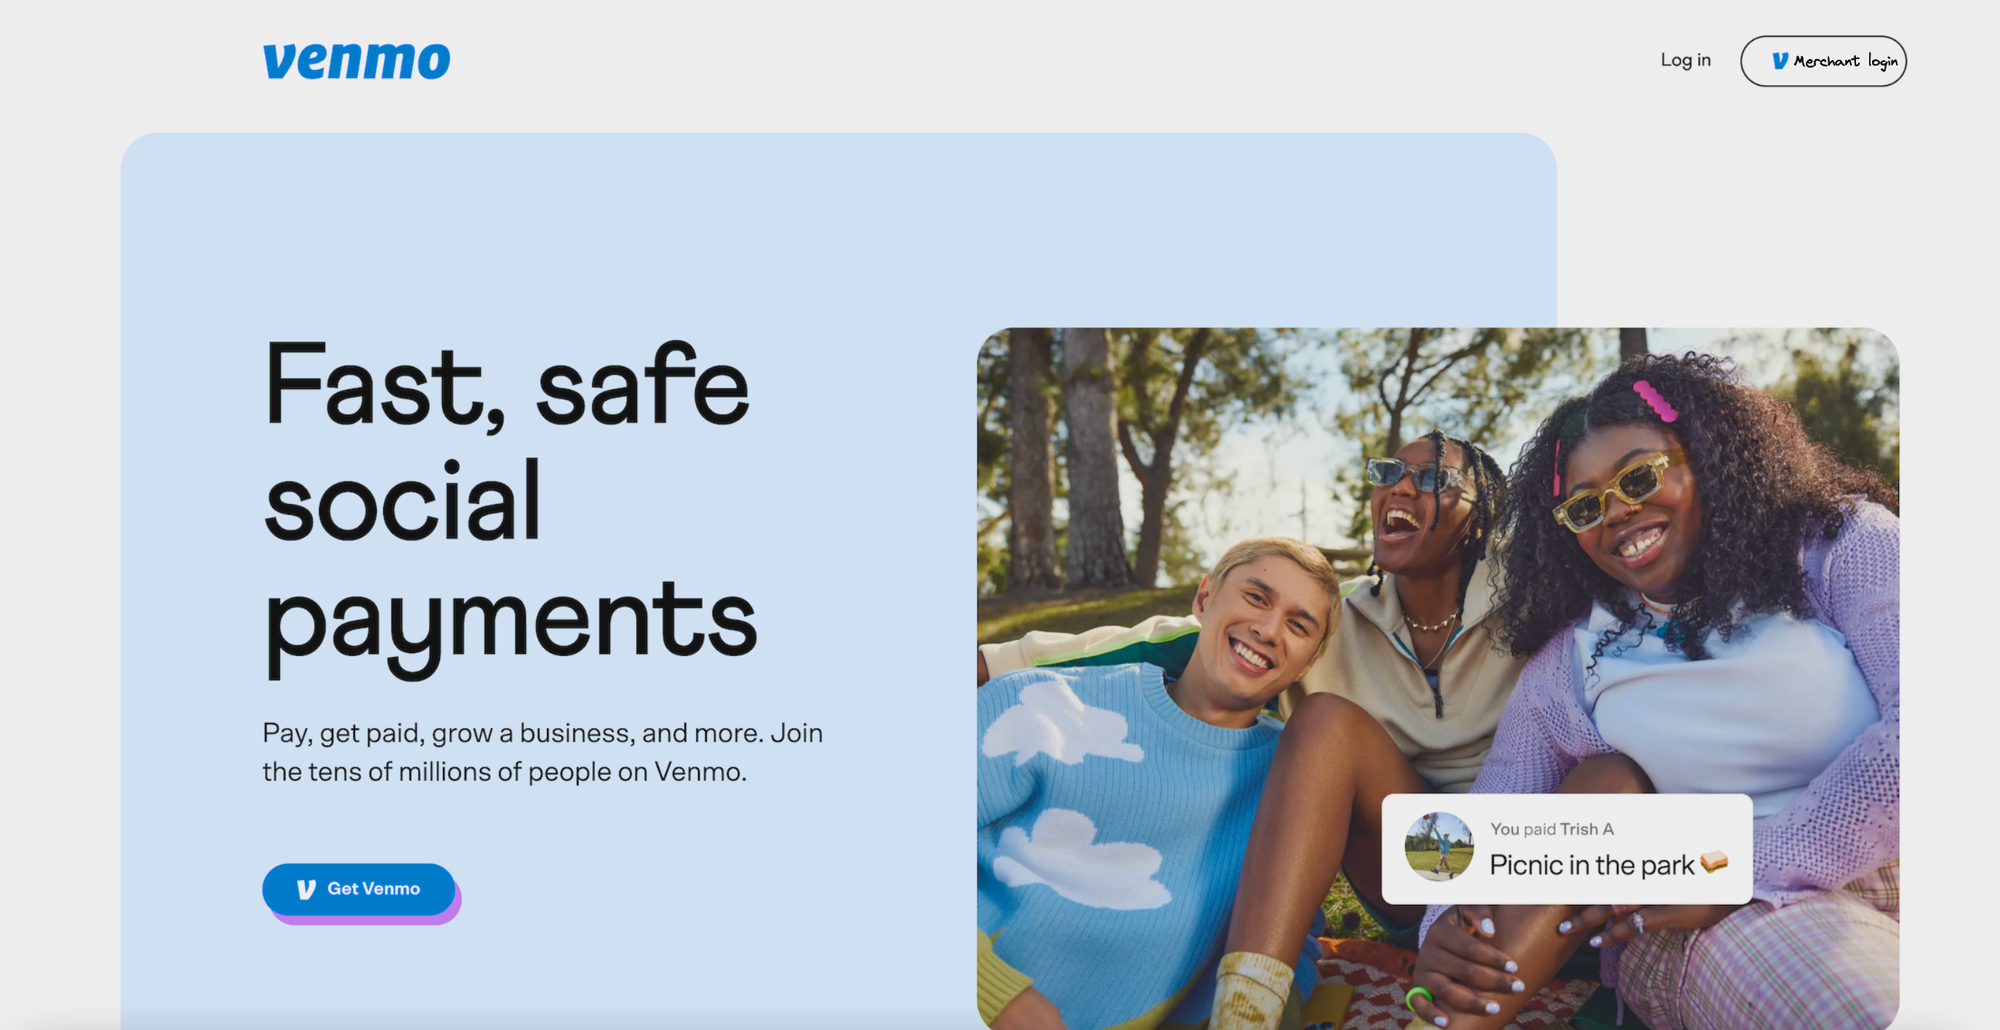 venmo
Log in
Merchant login
Fast, safe
social
payments
Pay, get paid, grow a business, and more. Join
the tens of millions of people on Venmo.
Get Venmo
You paid Trish A
Picnic in the park